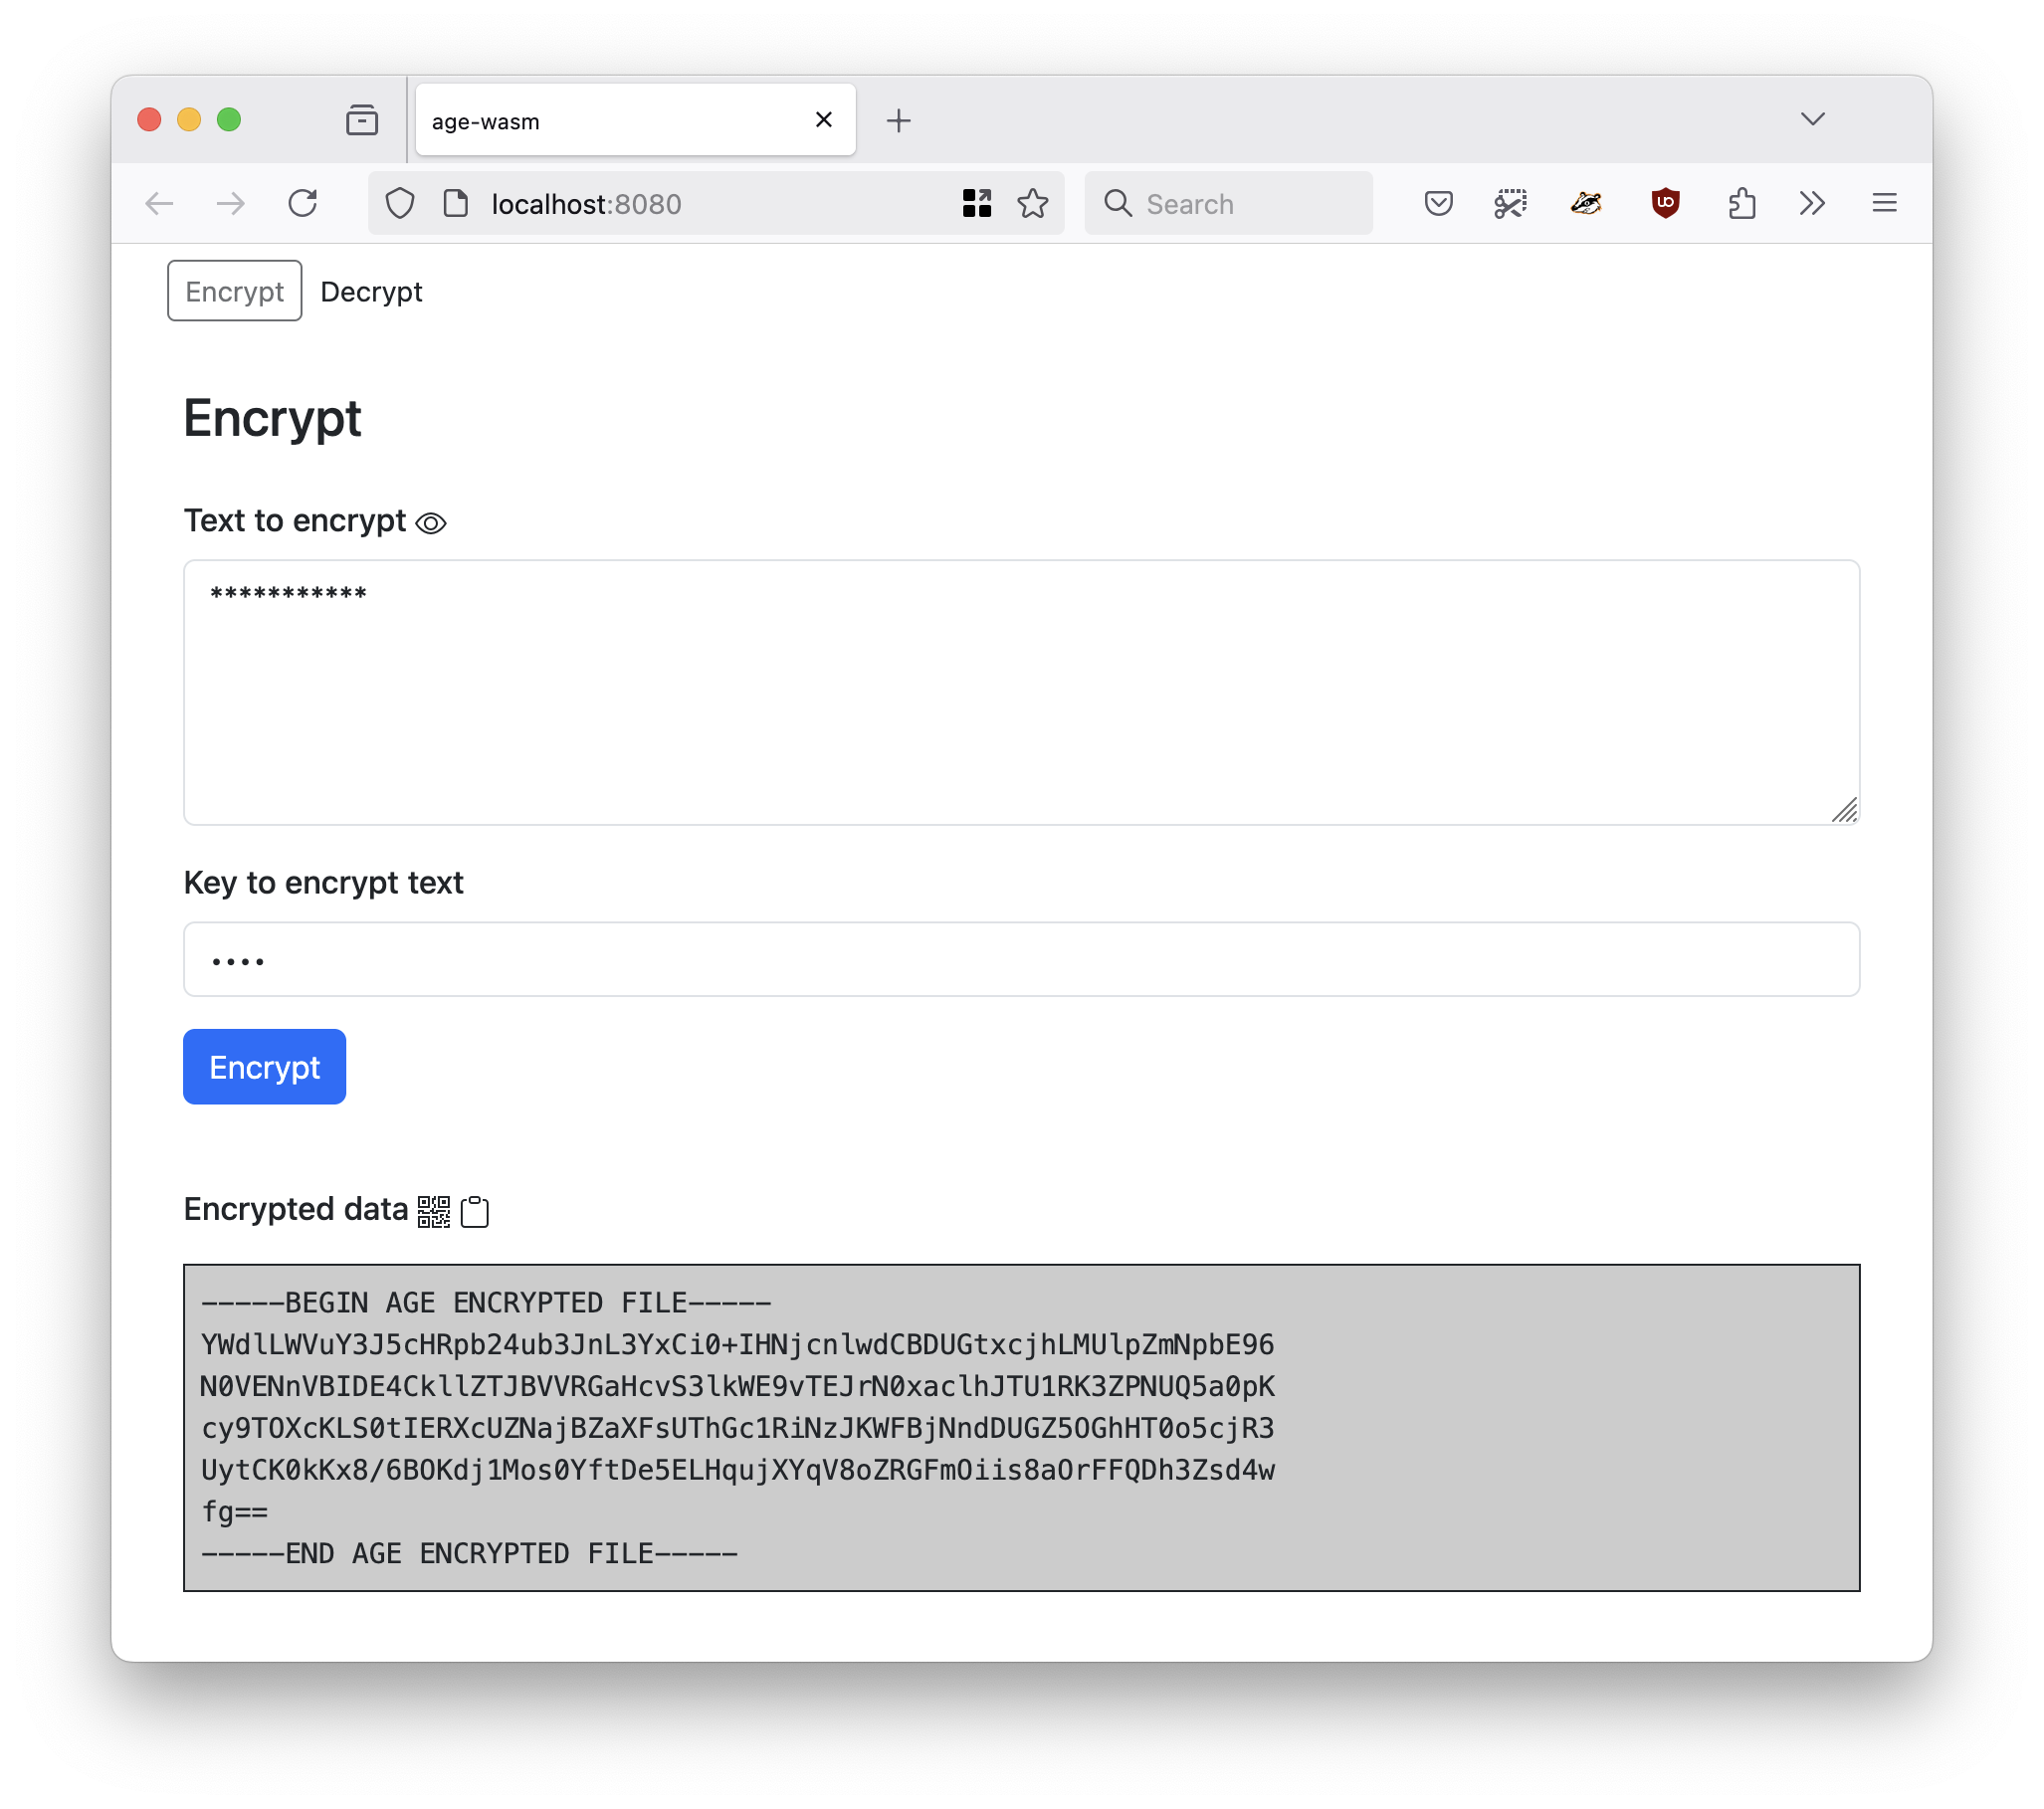 age-wasm
localhost:8080
Search
Encrypt Decrypt
Encrypt
Text to encrypt
***********
Key to encrypt text
••••
Encrypt
Encrypted data
-----BEGIN AGE ENCRYPTED FILE-----
YWdlLWVuY3J5cHRpb24ub3JnL3YxCi0+IHNjcnlwdCBDUGtxcjhLMUlpZmNpbE96
N0VENnVBIDE4CkllZTJBVVRGaHcvS3lkWE9vTEJrN0xaclhJTU1RK3ZPNUQ5a0pK
cy9TOXcKLS0tIERXcUZNajBZaXFsUThGc1RiNzJKWFBjNndDUGZ5OGhHT0o5cjR3
UytCK0kKx8/6BOKdj1Mos0YftDe5ELHqujXYqV8oZRGFmOiis8aOrFFQDh3Zsd4w
fg==
-----END AGE ENCRYPTED FILE-----